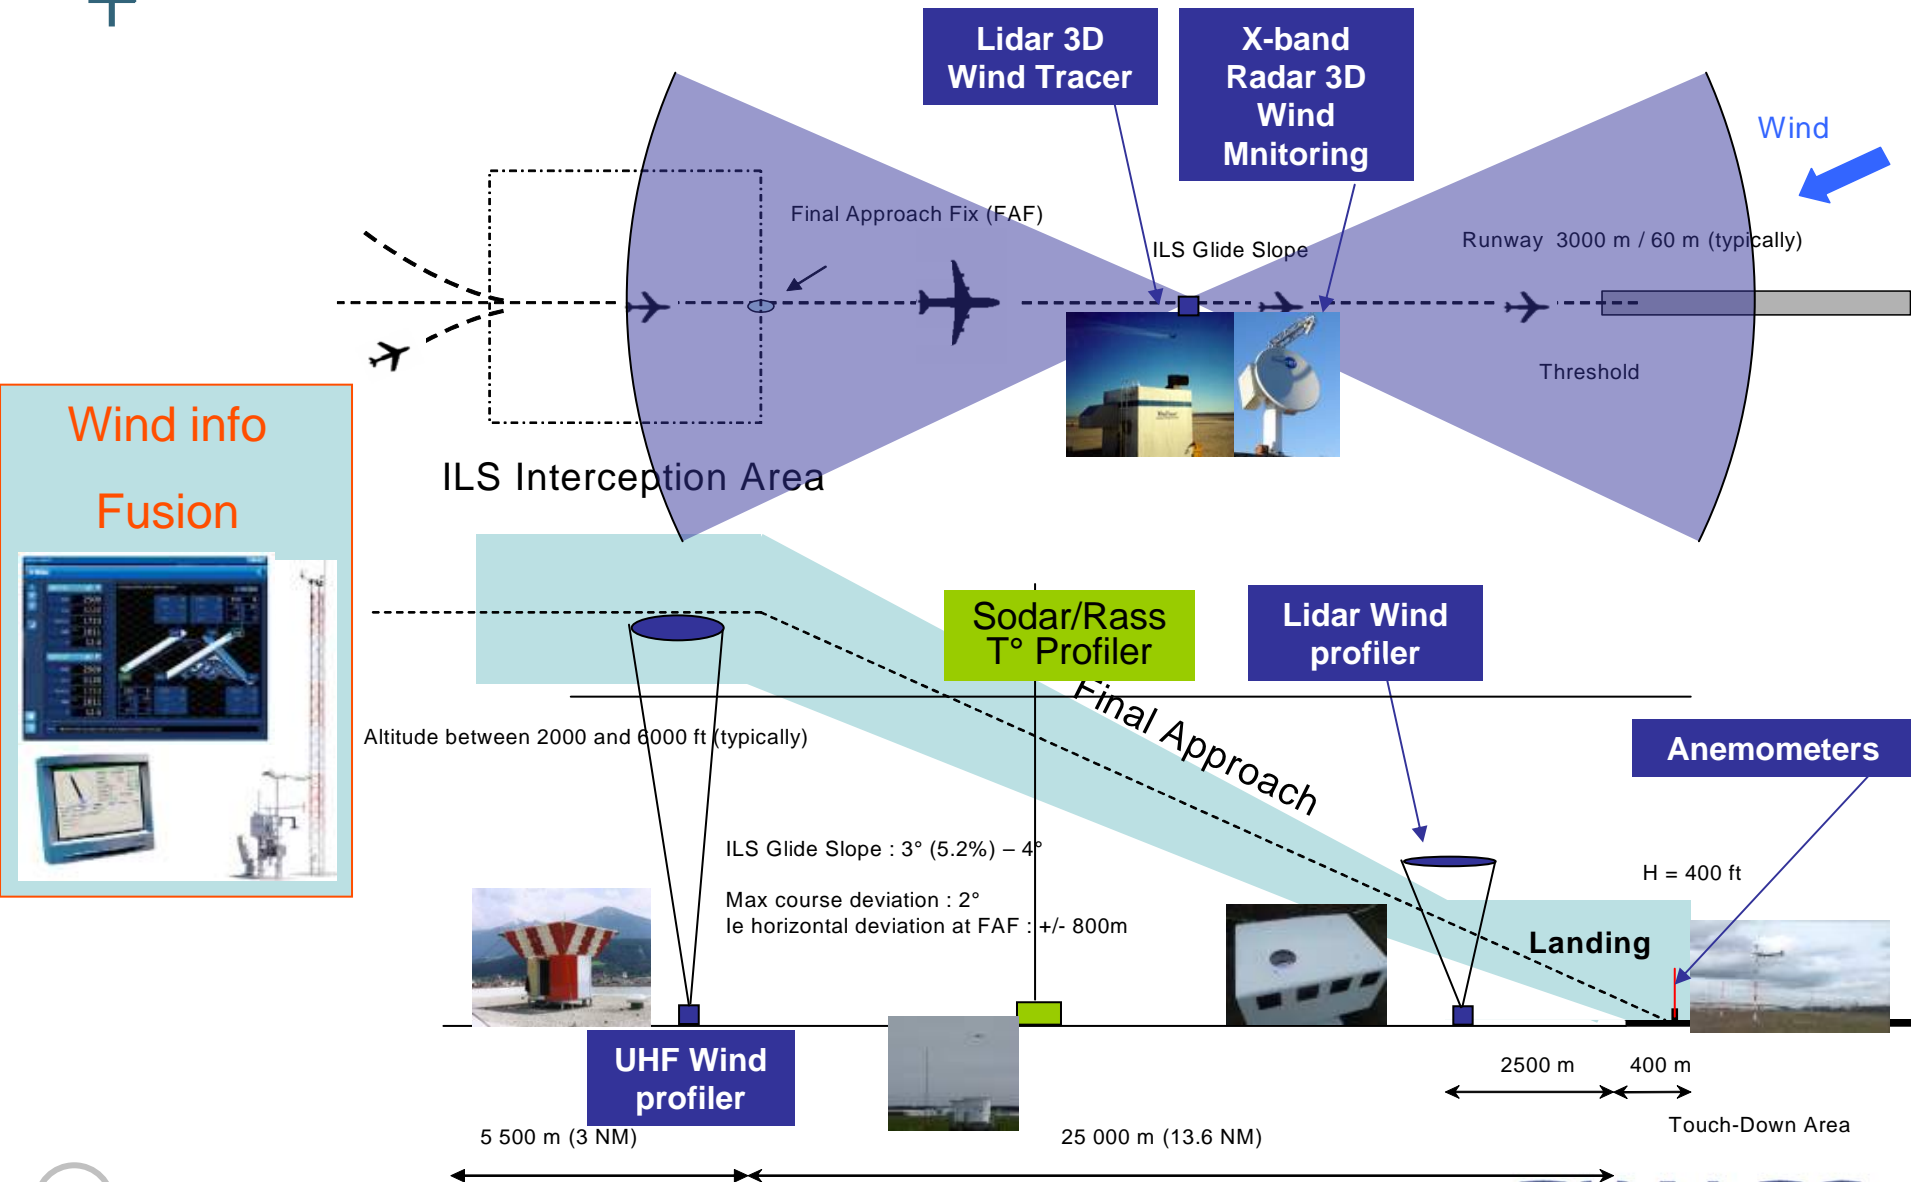 Lidar 3D
Wind Tracer
X-band
Radar 3D
Wind
Mnitoring
Wind
Final Approach Fix (FAF)
ILS Glide Slope
Runway 3000 m / 60 m (typically)
Threshold
ILS Interception Area
Wind info
Fusion
Sodar/Rass
T° Profiler
Lidar Wind
profiler
Final Approach
Anemometers
Altitude between 2000 and 6000 ft (typically)
ILS Glide Slope : 3° (5.2%) – 4°
Max course deviation : 2°
Ie horizontal deviation at FAF : +/- 800m
H = 400 ft
Landing
UHF Wind
profiler
2500 m
400 m
Touch-Down Area
5 500 m (3 NM)
25 000 m (13.6 NM)